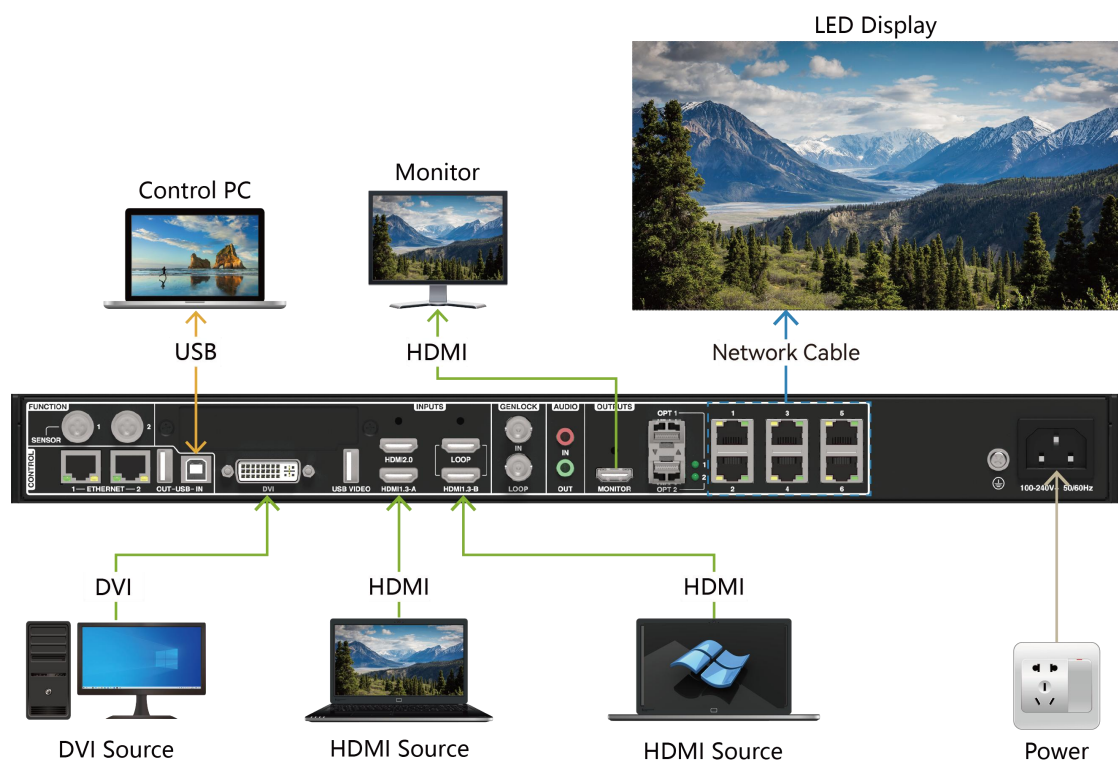 LED Display
Control PC
Monitor
USB
HDMI
Network Cable
FUNCTION
INPUTS
GENLOCK
AUDIO
OUTPUTS
OPT 1
1
3
5
SENSOR
1
2
IN
IN
HDMI2.0
LOOP
1
2
CONTROL
1— ETHERNET —2
OUT-USB-IN
DVI
USB VIDEO
HDMI1.3-A
HDMI1.3-B
LOOP
OUT
MONITOR
OPT 2
2
4
6
100-240V~ 50/60Hz
DVI
HDMI
HDMI
DVI Source
HDMI Source
HDMI Source
Power